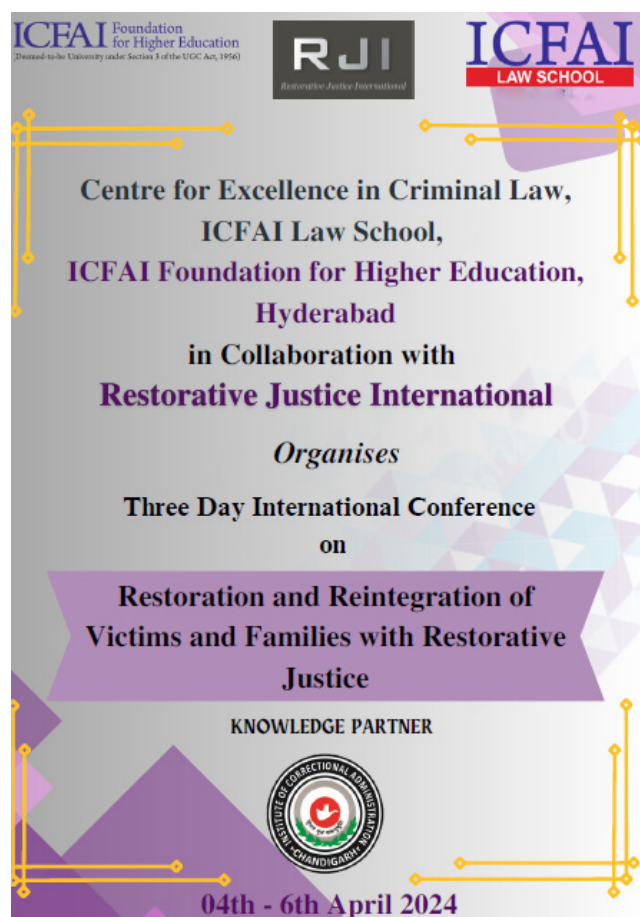 ICFAI Foundation
for Higher Education
(Deemed-to-be University under Section 3 of the UGC Act, 1956)
RJI
Restorative Justice International
ICFAI
LAW SCHOOL
Centre for Excellence in Criminal Law,
ICFAI Law School,
ICFAI Foundation for Higher Education,
Hyderabad
in Collaboration with
Restorative Justice International
Organises
Three Day International Conference
on
Restoration and Reintegration of
Victims and Families with Restorative
Justice
KNOWLEDGE PARTNER
INSTITUTE OF CORRECTIONAL ADMINISTRATION
CHANDIGARH
04th - 6th April 2024